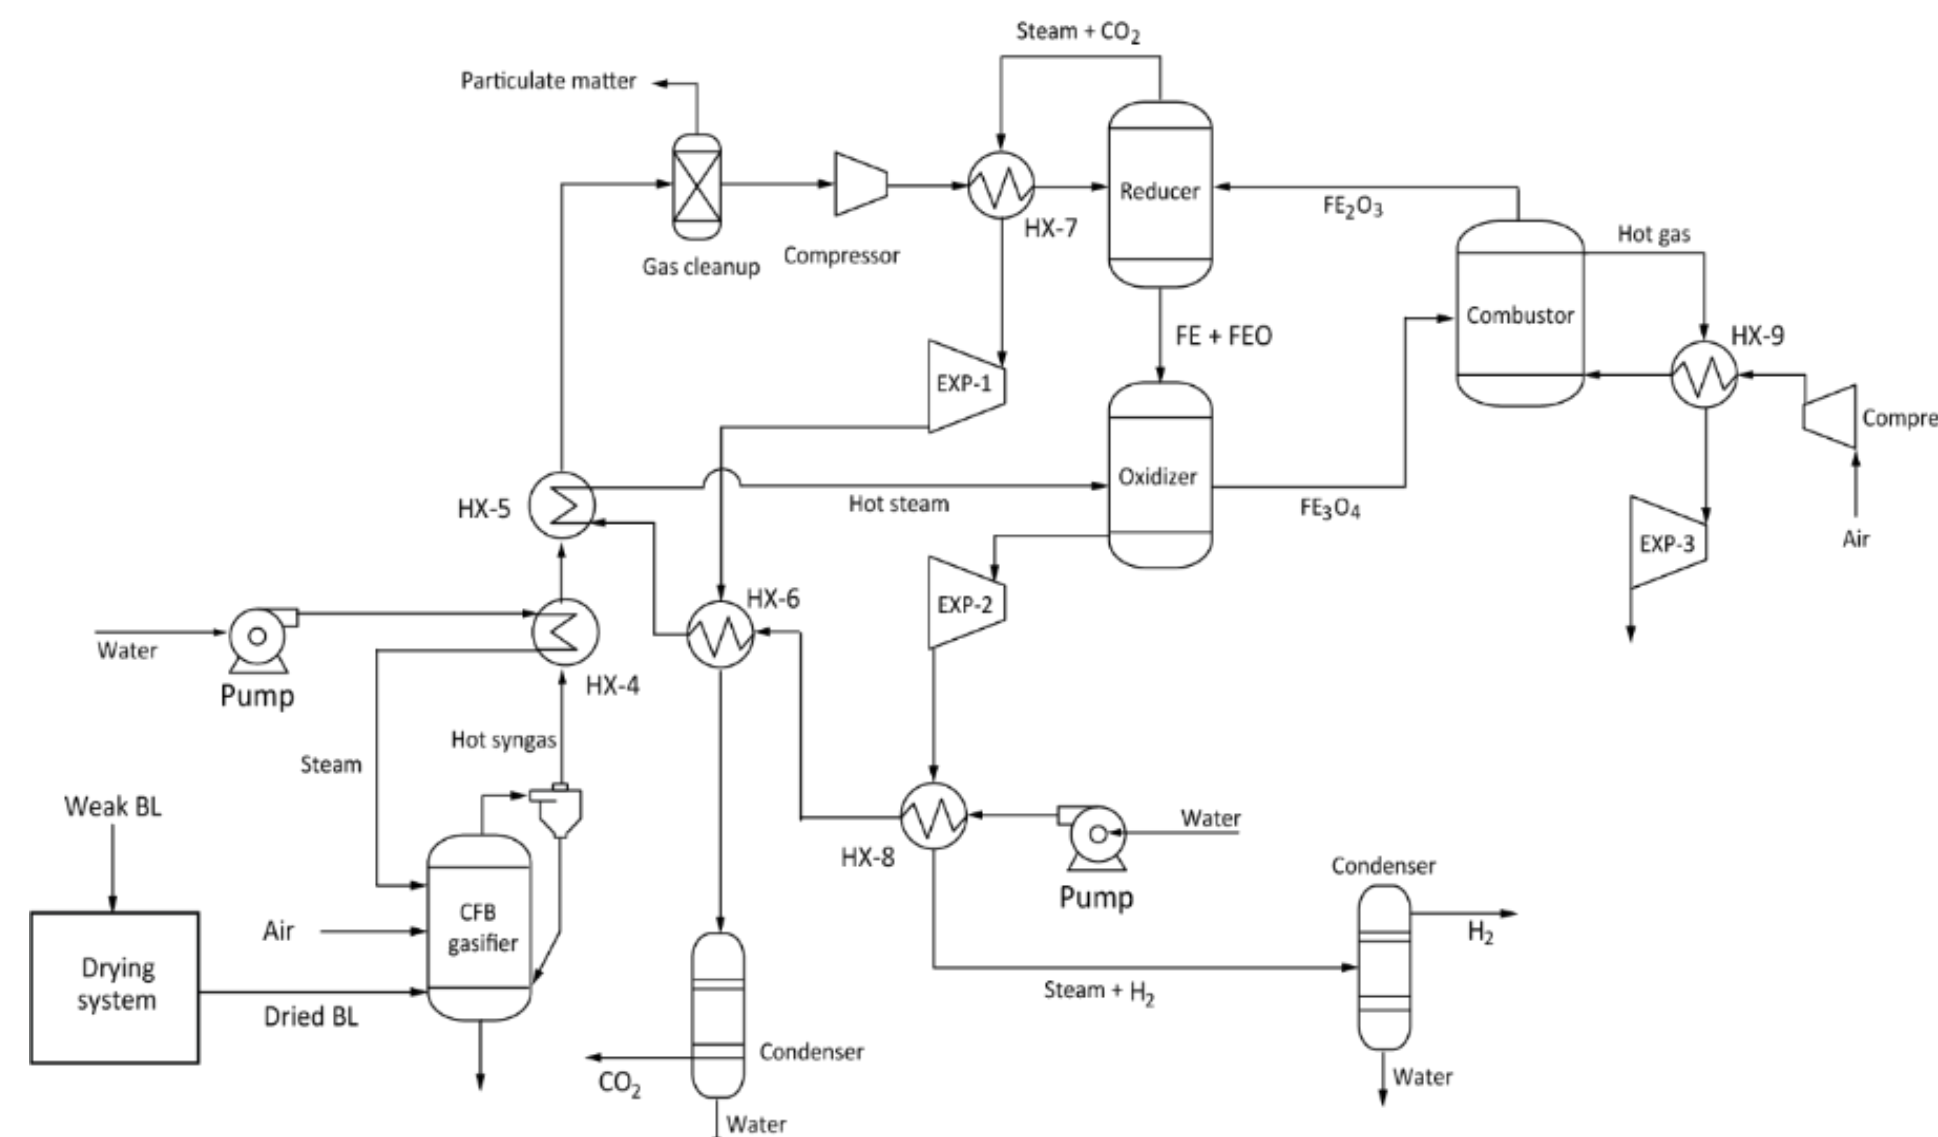 Steam + CO2
Particulate matter
Reducer
FE2O3
HX-7
Hot gas
Gas cleanup
Compressor
Combustor
FE + FEO
HX-9
EXP-1
Compre
Oxidizer
HX-5
Hot steam
FE3O4
Air
EXP-3
HX-6
EXP-2
Water
HX-4
Pump
Hot syngas
Steam
Weak BL
Water
HX-8
Condenser
Pump
CFB
gasifier
Air
H2
Drying
system
Steam + H2
Dried BL
Condenser
CO2
Water
Water